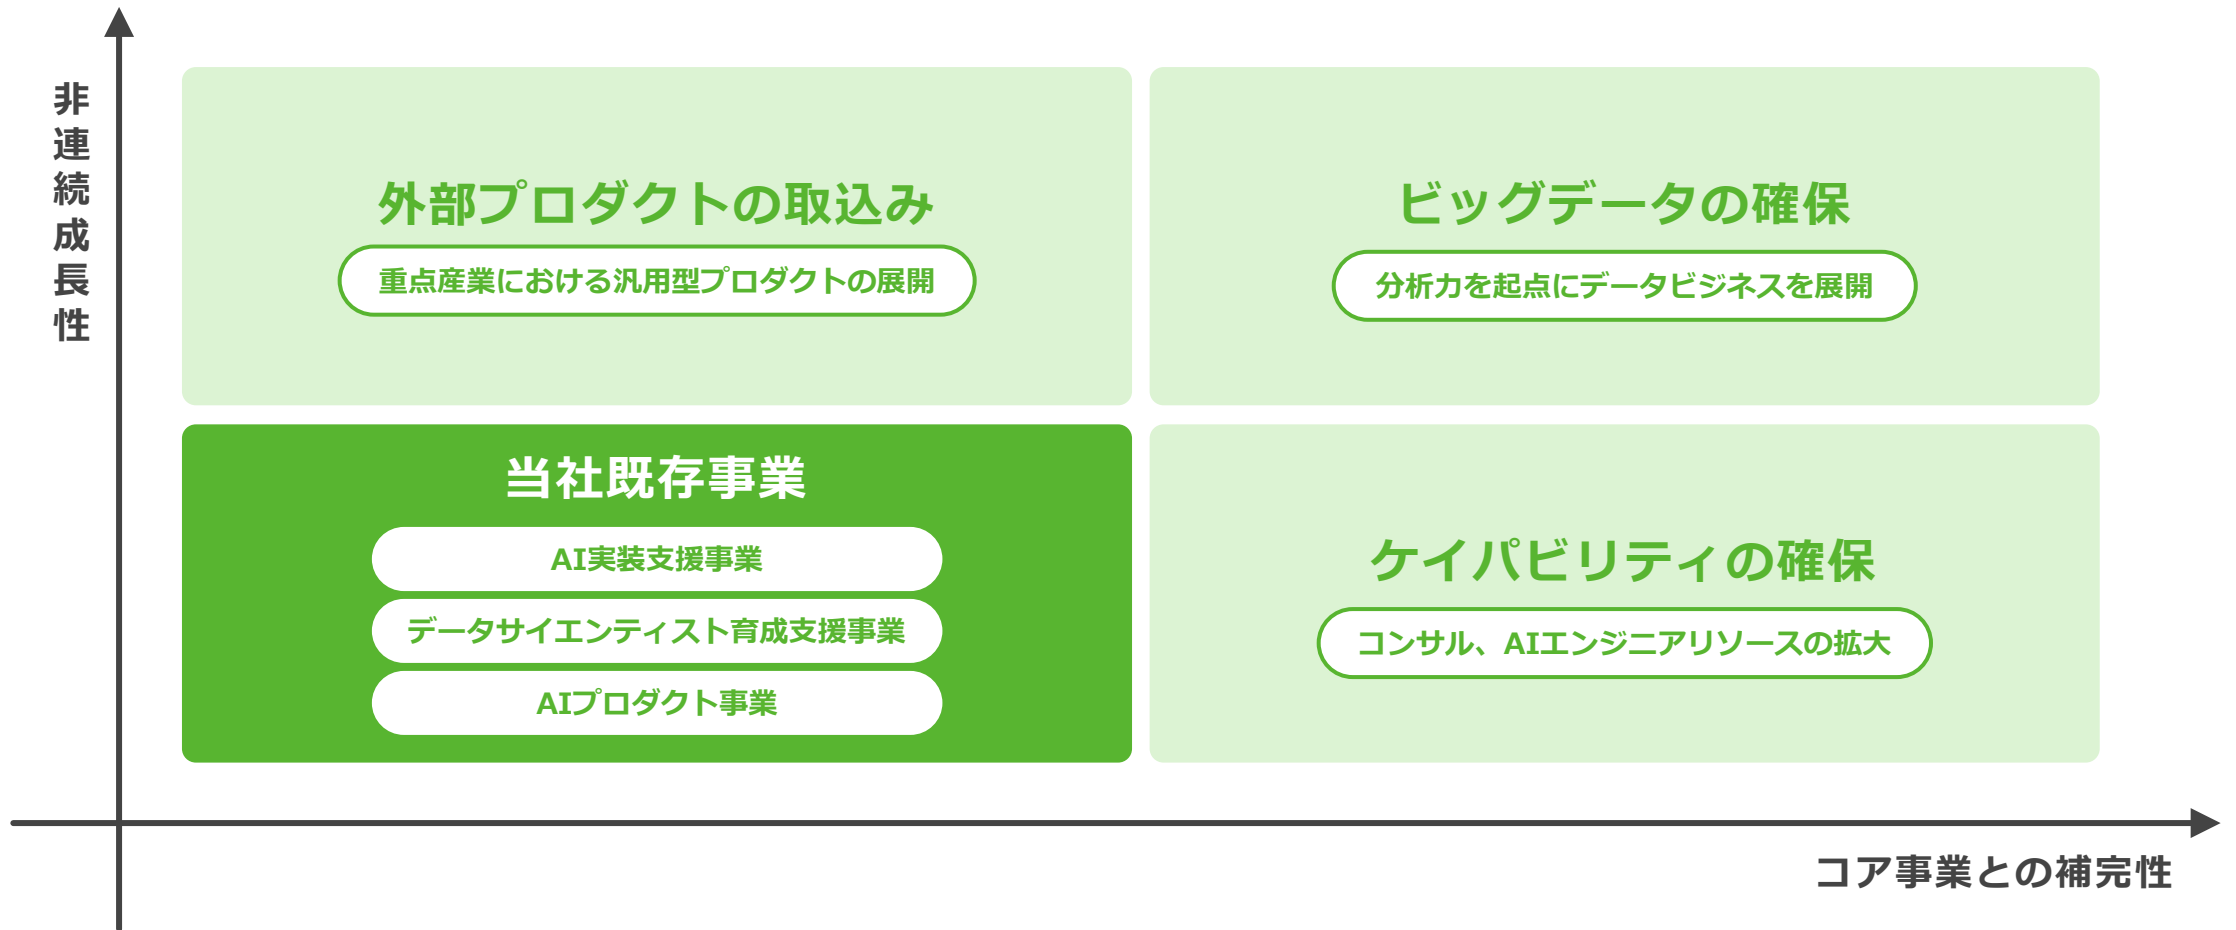 非連続成長性
外部プロダクトの取込み
重点産業における汎用型プロダクトの展開
ビッグデータの確保
分析力を起点にデータビジネスを展開
当社既存事業
AI実装支援事業
データサイエンティスト育成支援事業
AIプロダクト事業
ケイパビリティの確保
コンサル、AIエンジニアリソースの拡大
コア事業との補完性